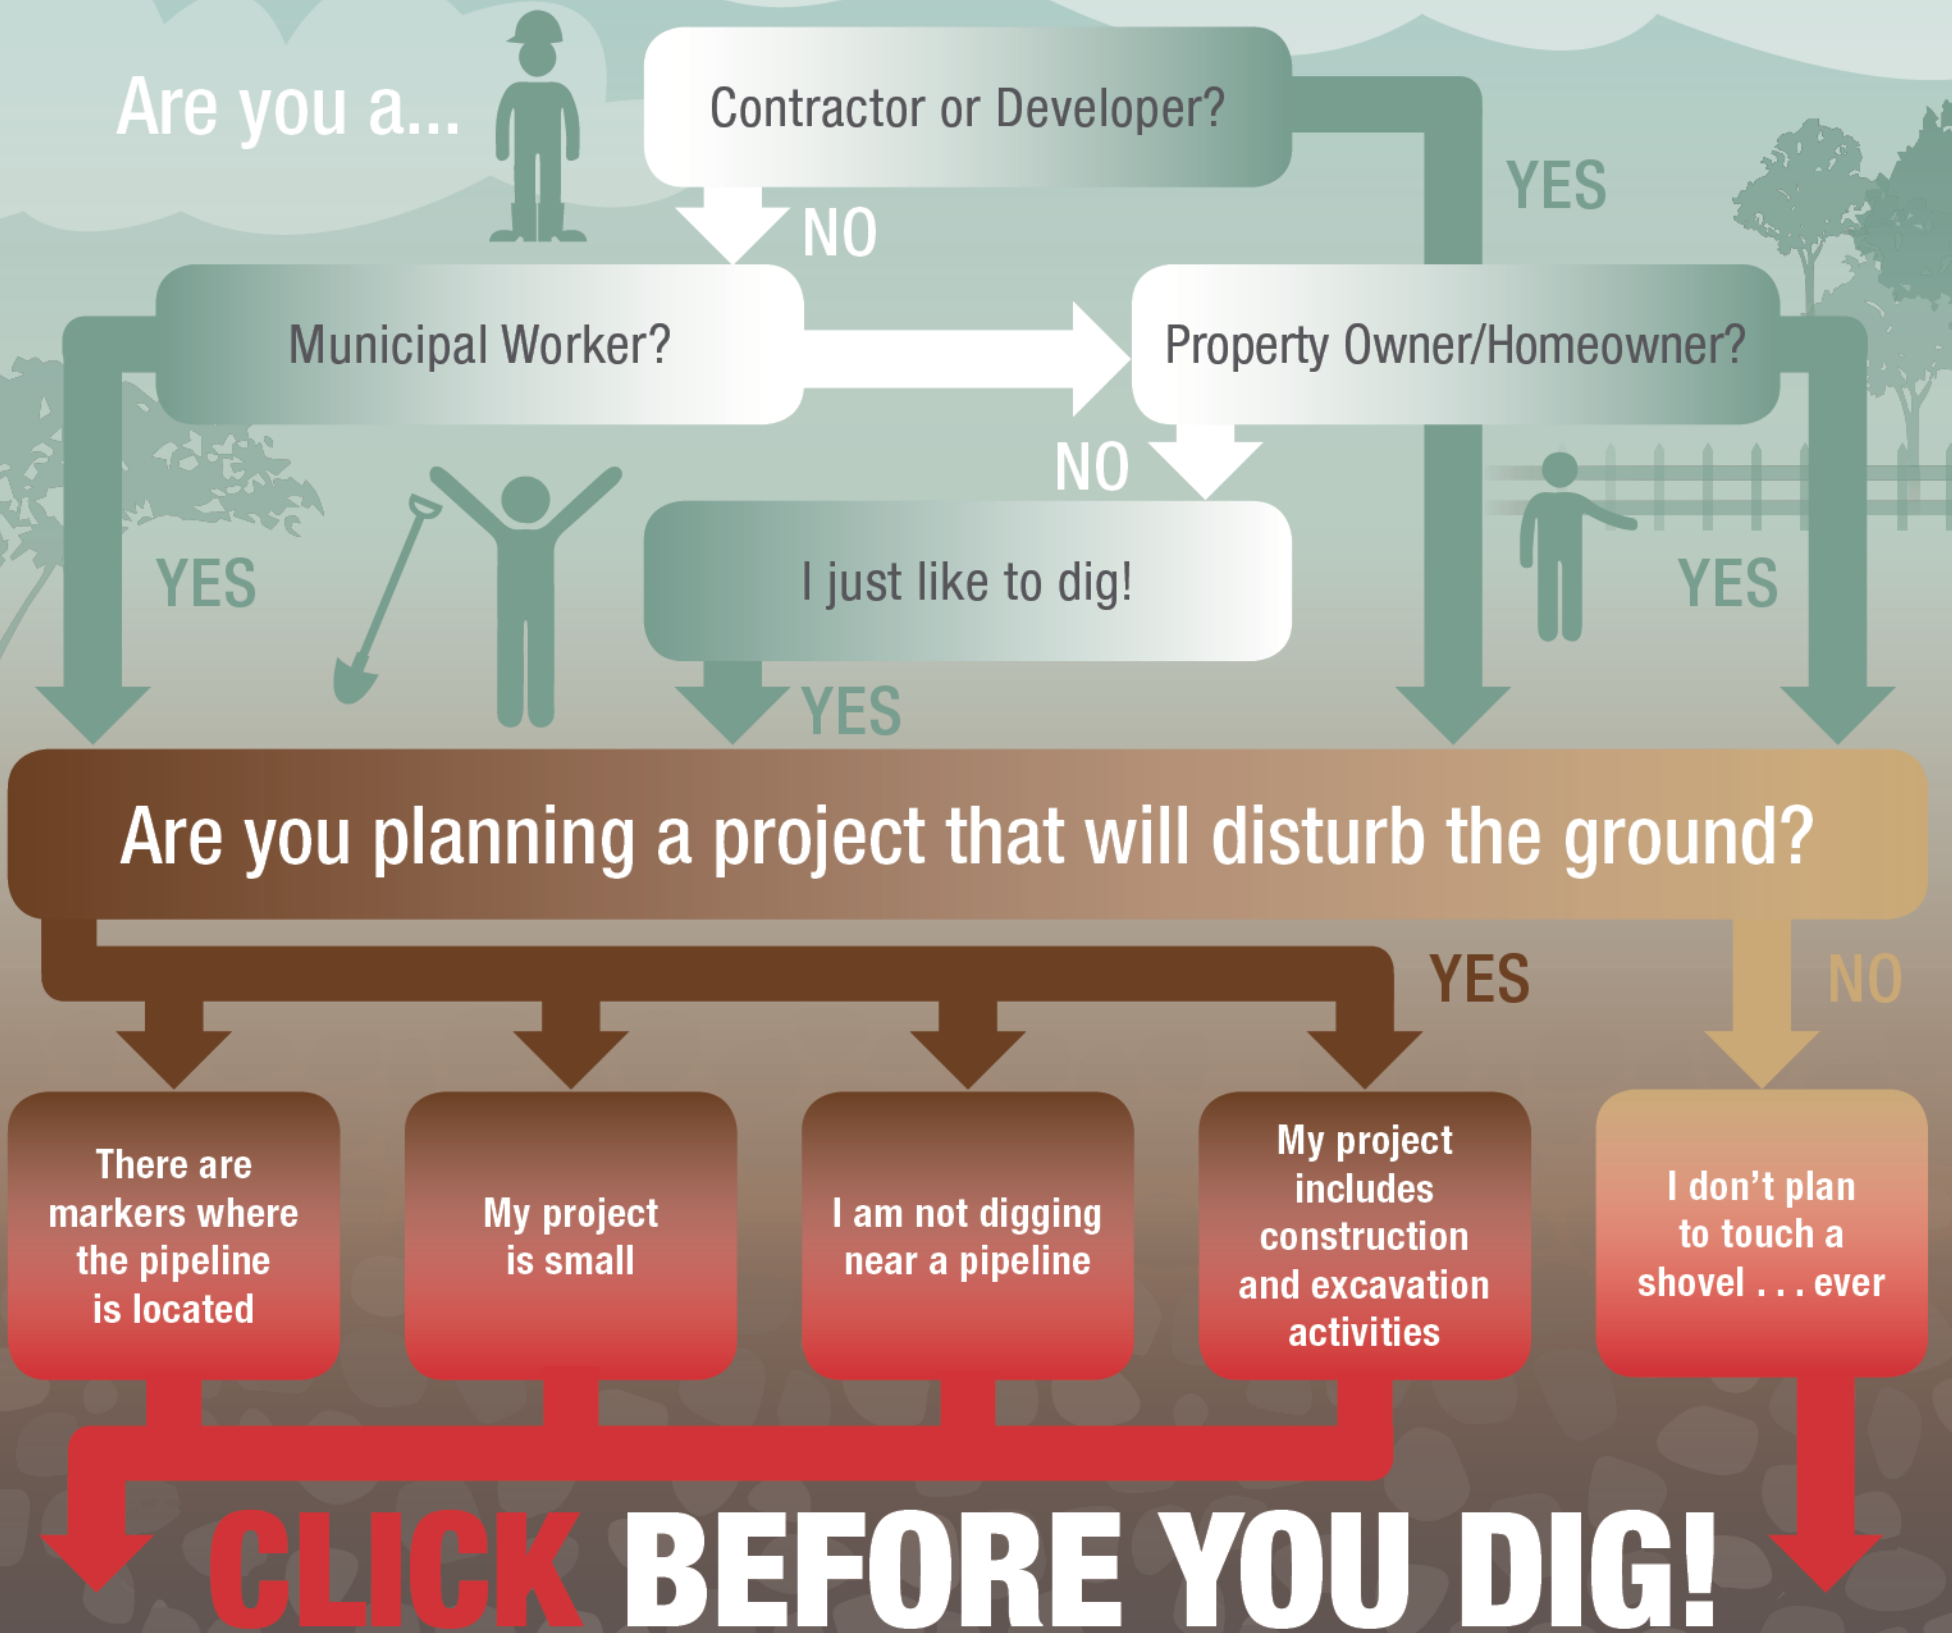 Are you a...
Contractor or Developer?
YES
NO
Municipal Worker?
Property Owner/Homeowner?
NO
I just like to dig!
YES
YES
YES
Are you planning a project that will disturb the ground?
YES
NO
There are
markers where
the pipeline
is located
My project
is small
I am not digging
near a pipeline
My project
includes
construction
and excavation
activities
I don't plan
to touch a
shovel . . . ever
CLICK BEFORE YOU DIG!